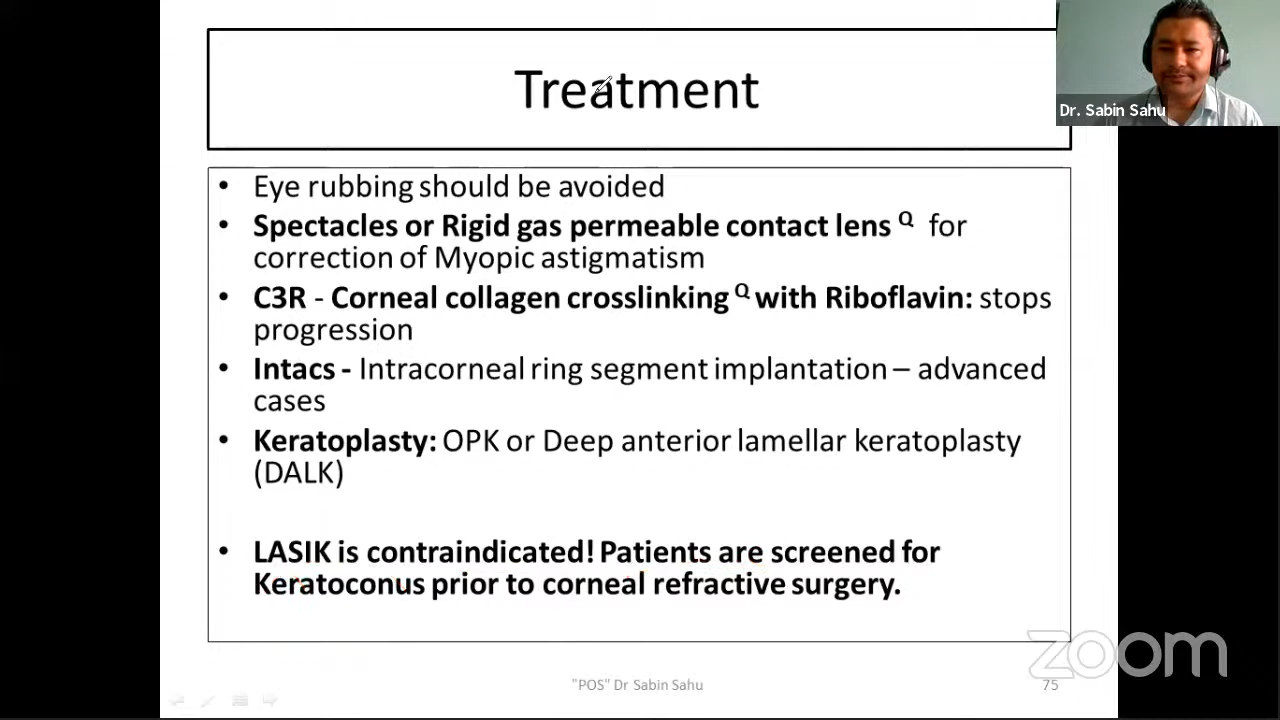 Treatment
Dr. Sabin Sahu
• Eye rubbing should be avoided
• Spectacles or Rigid gas permeable contact lens Q for
correction of Myopic astigmatism
• C3R - Corneal collagen crosslinking Q with Riboflavin: stops
progression
• Intacs - Intracorneal ring segment implantation – advanced
cases
• Keratoplasty: OPK or Deep anterior lamellar keratoplasty
(DALK)
• LASIK is contraindicated! Patients are screened for
Keratoconus prior to corneal refractive surgery.
zoom
"POS" Dr Sabin Sahu
75